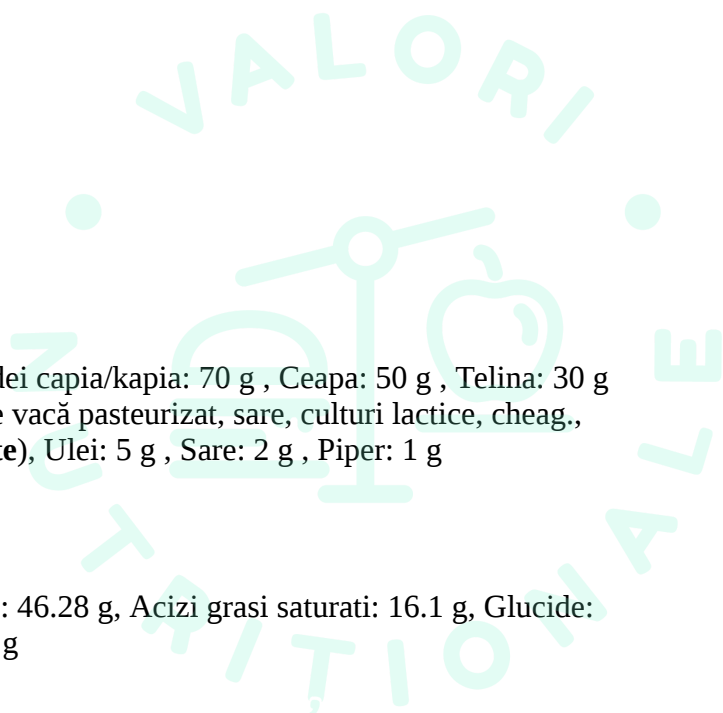 VALORI
dei capia/kapia: 70 g , Ceapa: 50 g , Telina: 30 g
e vacă pasteurizat, sare, culturi lactice, cheag.,
te), Ulei: 5 g , Sare: 2 g , Piper: 1 g
: 46.28 g, Acizi grasi saturati: 16.1 g, Glucide:
g
NUTRITIONALE